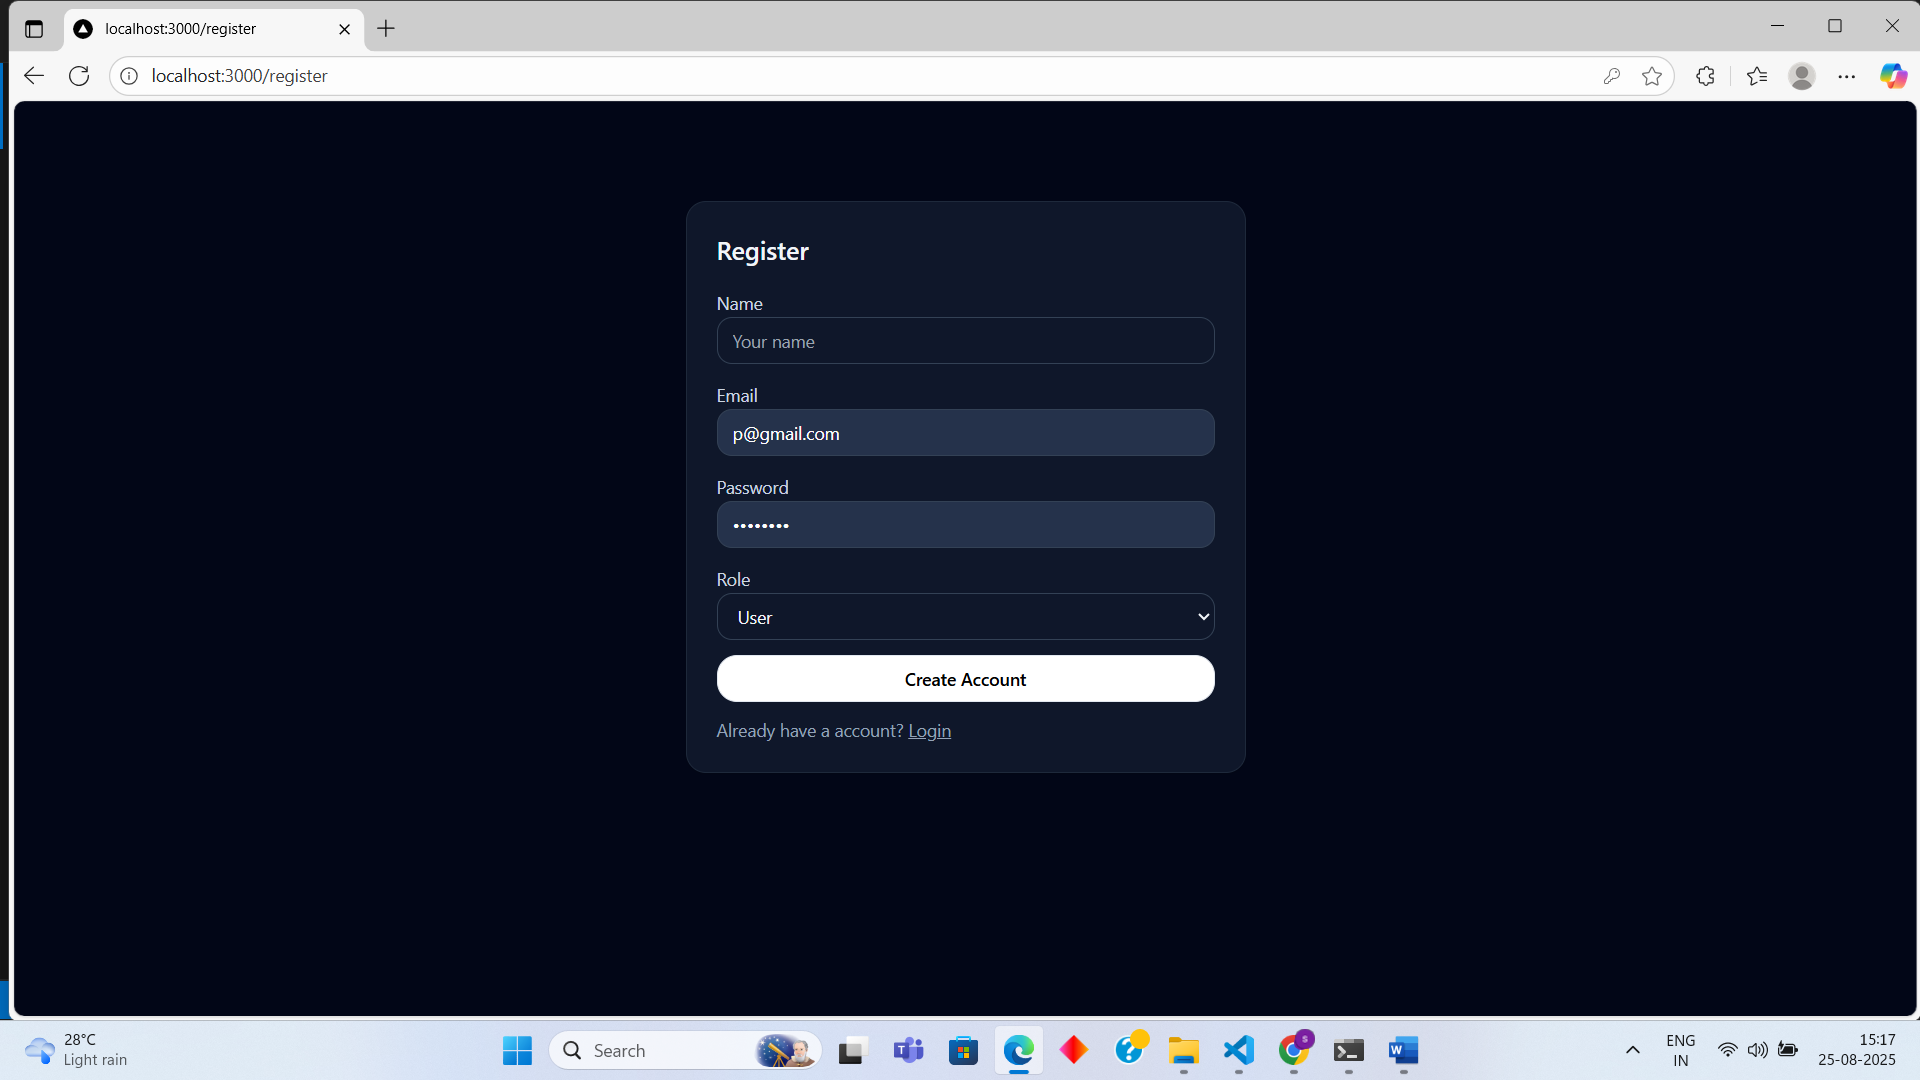 localhost:3000/register
localhost:3000/register
Register
Name
Your name
Email
p@gmail.com
Password
••••••••
Role
User
Create Account
Already have a account? Login
28°C
Light rain
Search
S
ENG
IN
15:17
25-08-2025